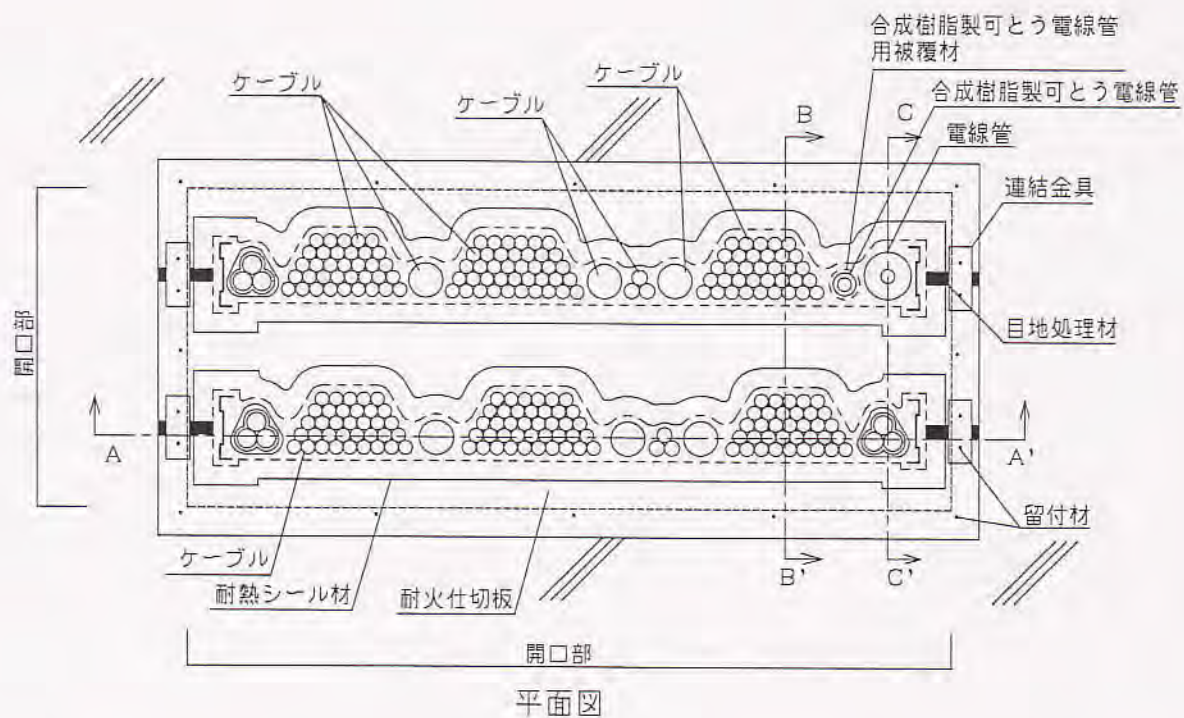 合成樹脂製可とう電線管
用被覆材
ケーブル
ケーブル
ケーブル
合成樹脂製可とう電線管
B
C
電線管
連結金具
開口部
目地処理材
A
A'
留付材
ケーブル
B'
C'
耐熱シール材
耐火仕切板
開口部
平面図